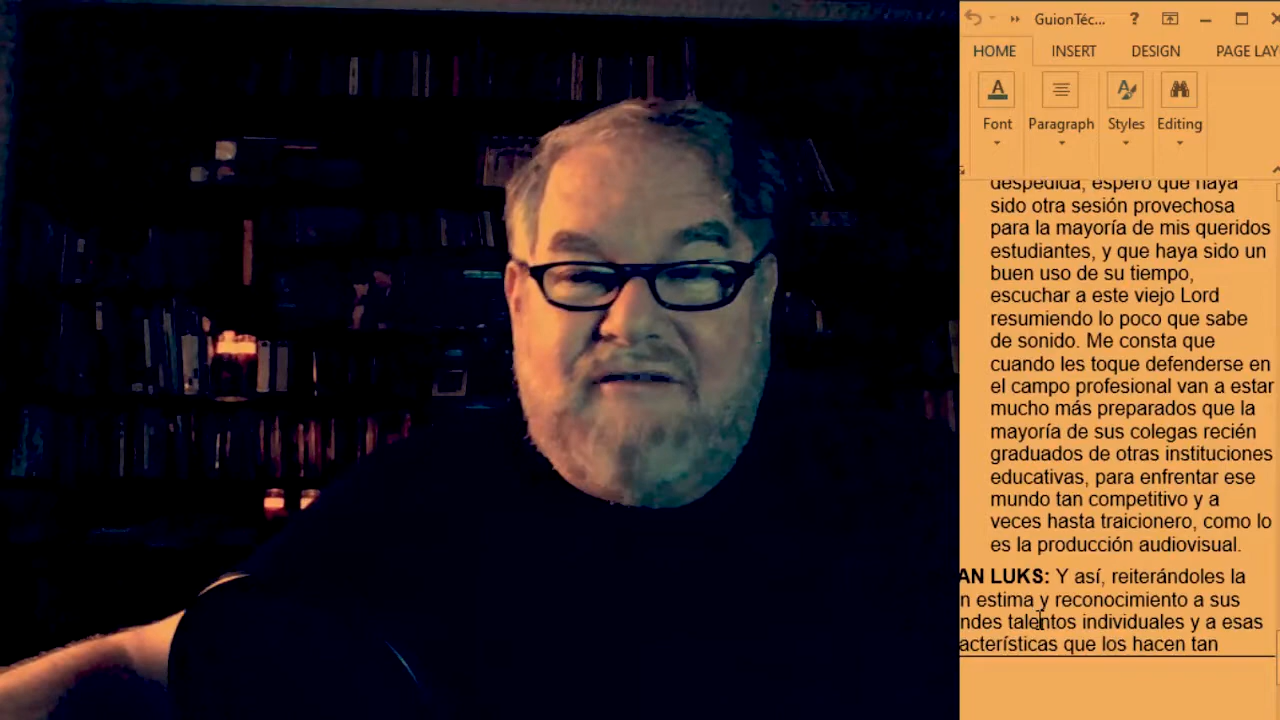 GuionTéc... ?
HOME INSERT DESIGN PAGE LAY
A
Font Paragraph Styles Editing
despedida, espero que haya
sido otra sesión provechosa
para la mayoría de mis queridos
estudiantes, y que haya sido un
buen uso de su tiempo,
escuchar a este viejo Lord
resumiendo lo poco que sabe
de sonido. Me consta que
cuando les toque defenderse en
el campo profesional van a estar
mucho más preparados que la
mayoría de sus colegas recién
graduados de otras instituciones
educativas, para enfrentar ese
mundo tan competitivo y a
veces hasta traicionero, como lo
es la producción audiovisual.
AN LUKS: Y así, reiterándoles la
n estima y reconocimiento a sus
ndes talentos individuales y a esas
acterísticas que los hacen tan